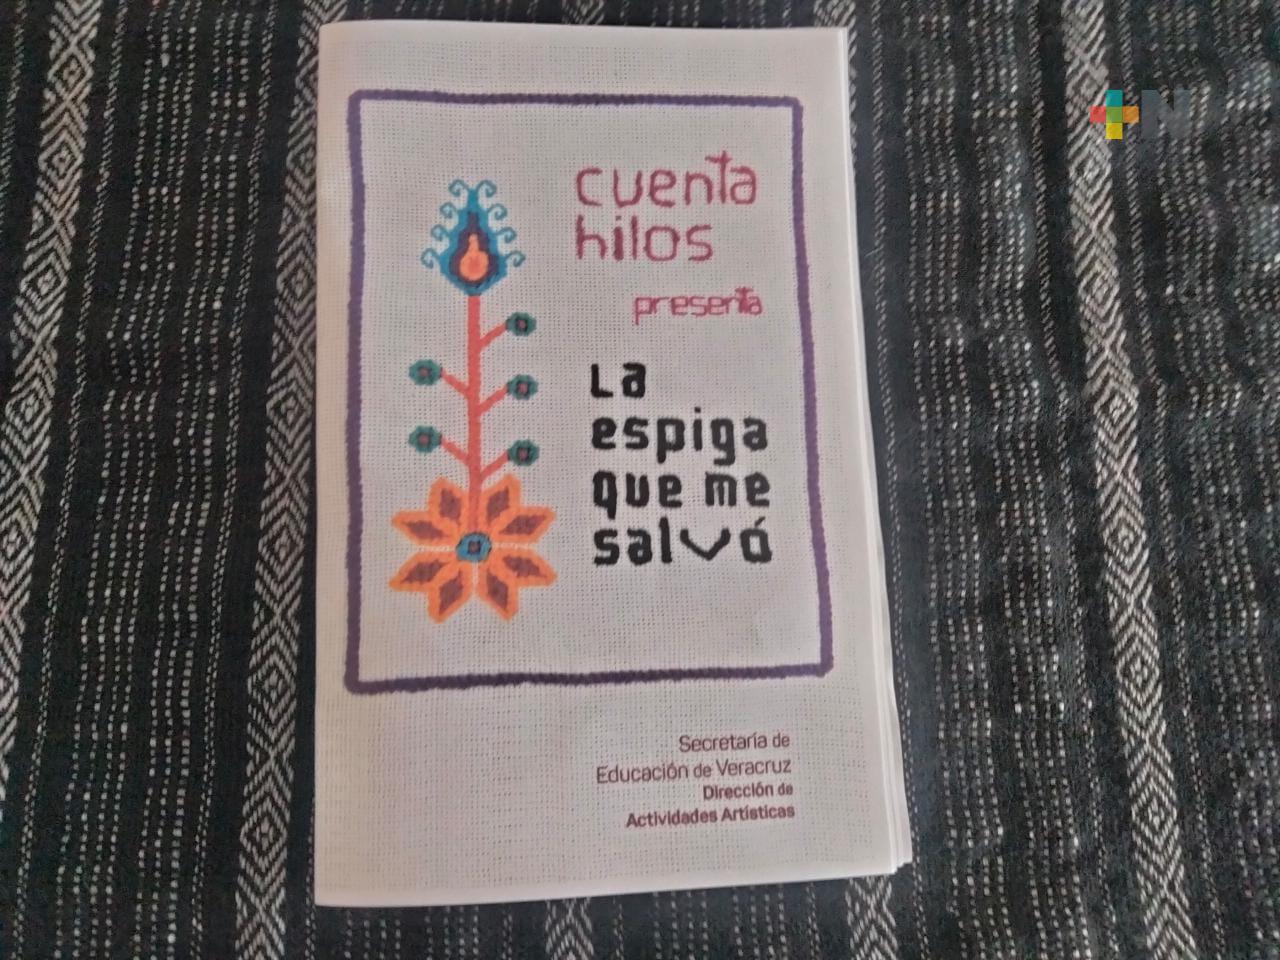 cuenta
hilos
presenta
La
espiga
que me
salvó
Secretaría de
Educación de Veracruz
Dirección de
Actividades Artísticas
+N